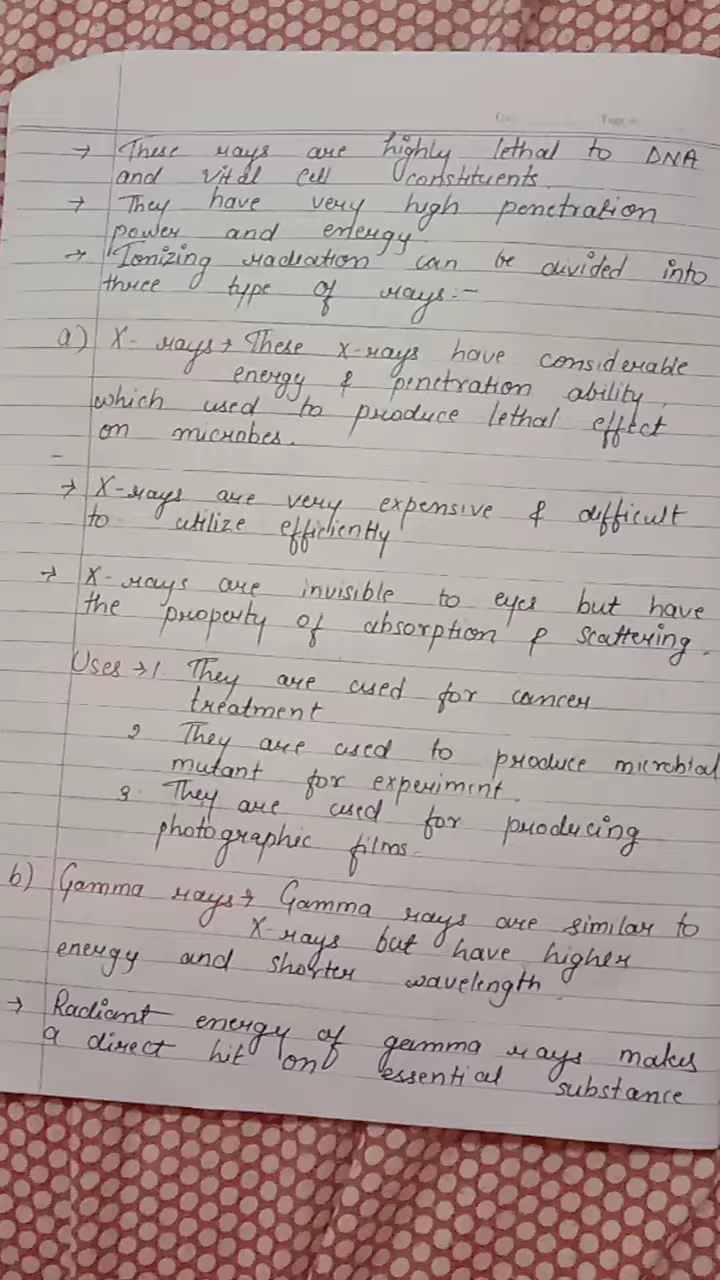 → These rays are highly lethal to DNA
and vital cell constituents.
→ They have very high penetration
power and energy
→ Ionizing radiation can be divided into
three type of rays:-
a) X-rays → These X-rays have considerable
energy & penetration ability,
which used to produce lethal effect
on microbes.
→ X-rays are very expensive & difficult
to utilize efficiently
→ X-rays are invisible to eyes but have
the property of absorption & scattering.
Uses → 1. They are used for cancer
treatment
2 They are used to produce microbial
mutant for experiment.
3. They are used for producing
photographic films.
b) Gamma rays → Gamma rays are similar to
X-rays but have higher
energy and shorter wavelength.
→ Radiant energy of gamma rays makes
a direct hit on essential substance